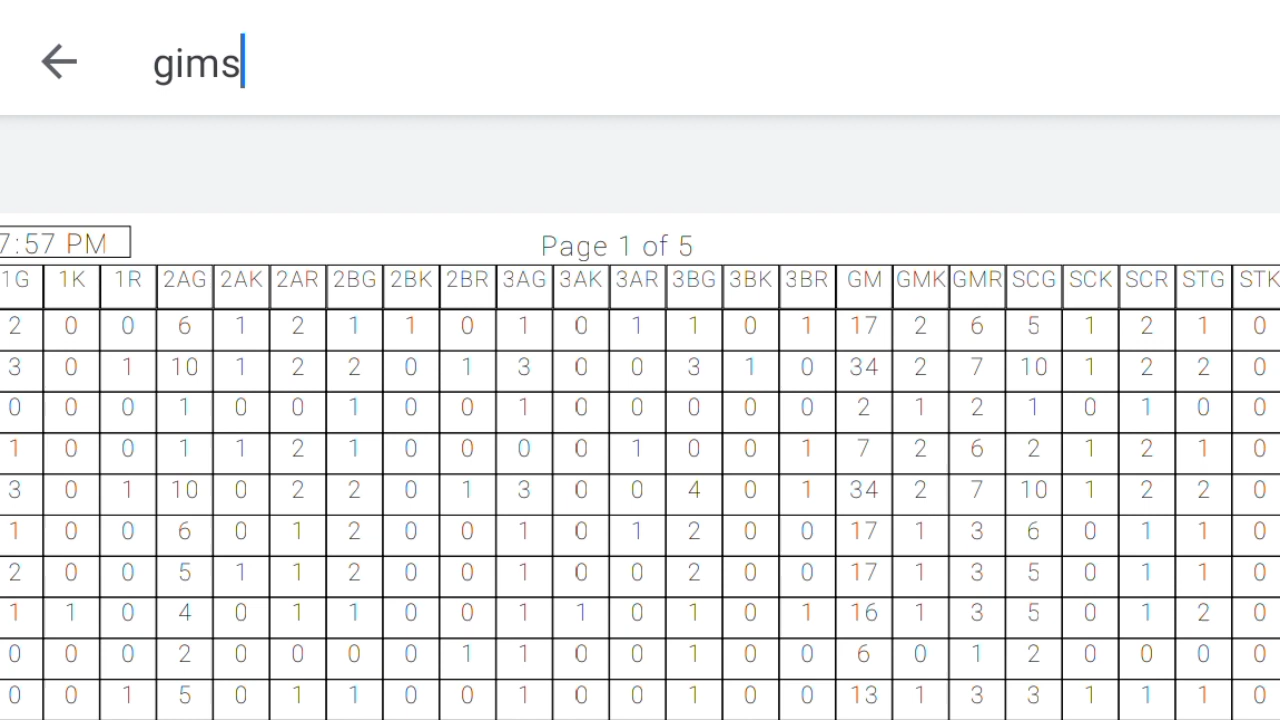 gims
7:57 PM Page 1 of 5
1G 1K 1R 2AG 2AK 2AR 2BG 2BK 2BR 3AG 3AK 3AR 3BG 3BK 3BR GM GMK GMR SCG SCK SCR STG STK
2 0 0 6 1 2 1 1 0 1 0 1 1 0 1 17 2 6 5 1 2 1 0
3 0 1 10 1 2 2 0 1 3 0 0 3 1 0 34 2 7 10 1 2 2 0
0 0 0 1 0 0 1 0 0 1 0 0 0 0 0 2 1 2 1 0 1 0 0
1 0 0 1 1 2 1 0 0 0 0 1 0 0 1 7 2 6 2 1 2 1 0
3 0 1 10 0 2 2 0 1 3 0 0 4 0 1 34 2 7 10 1 2 2 0
1 0 0 6 0 1 2 0 0 1 0 1 2 0 0 17 1 3 6 0 1 1 0
2 0 0 5 1 1 2 0 0 1 0 0 2 0 0 17 1 3 5 0 1 1 0
1 1 0 4 0 1 1 0 0 1 1 0 1 0 1 16 1 3 5 0 1 2 0
0 0 0 2 0 0 0 0 1 1 0 0 1 0 0 6 0 1 2 0 0 0 0
0 0 1 5 0 1 1 0 0 1 0 0 1 0 0 13 1 3 3 1 1 1 0